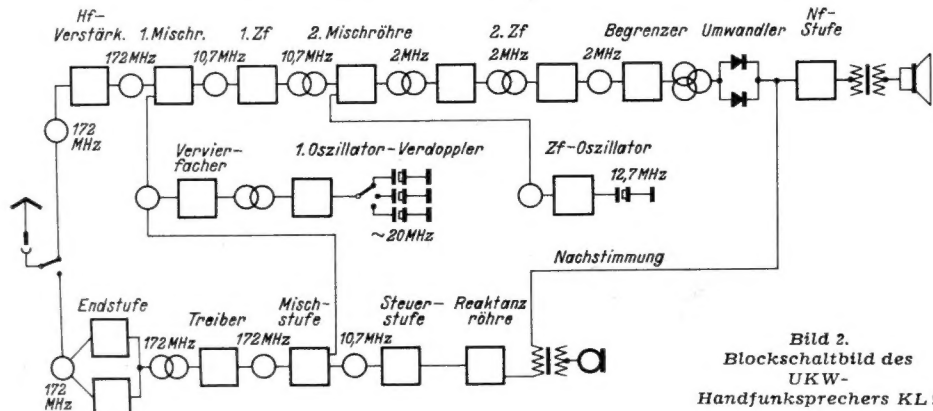 Hf-
Verstärk.
1. Mischr.
1. Zf
2. Mischröhre
2. Zf
Begrenzer
Umwandler
Nf-
Stufe
172 MHz
10,7 MHz
10,7 MHz
2 MHz
2 MHz
2 MHz
172
MHz
Vervier-
facher
1. Oszillator-Verdoppler
Zf-Oszillator
12,7 MHz
~ 20 MHz
Nachstimmung
Endstufe
Treiber
Misch-
stufe
Steuer-
stufe
Reaktanz
röhre
172 MHz
172 MHz
10,7 MHz
172
MHz
Bild 2.
Blockschaltbild des
UKW-
Handfunksprechers KL